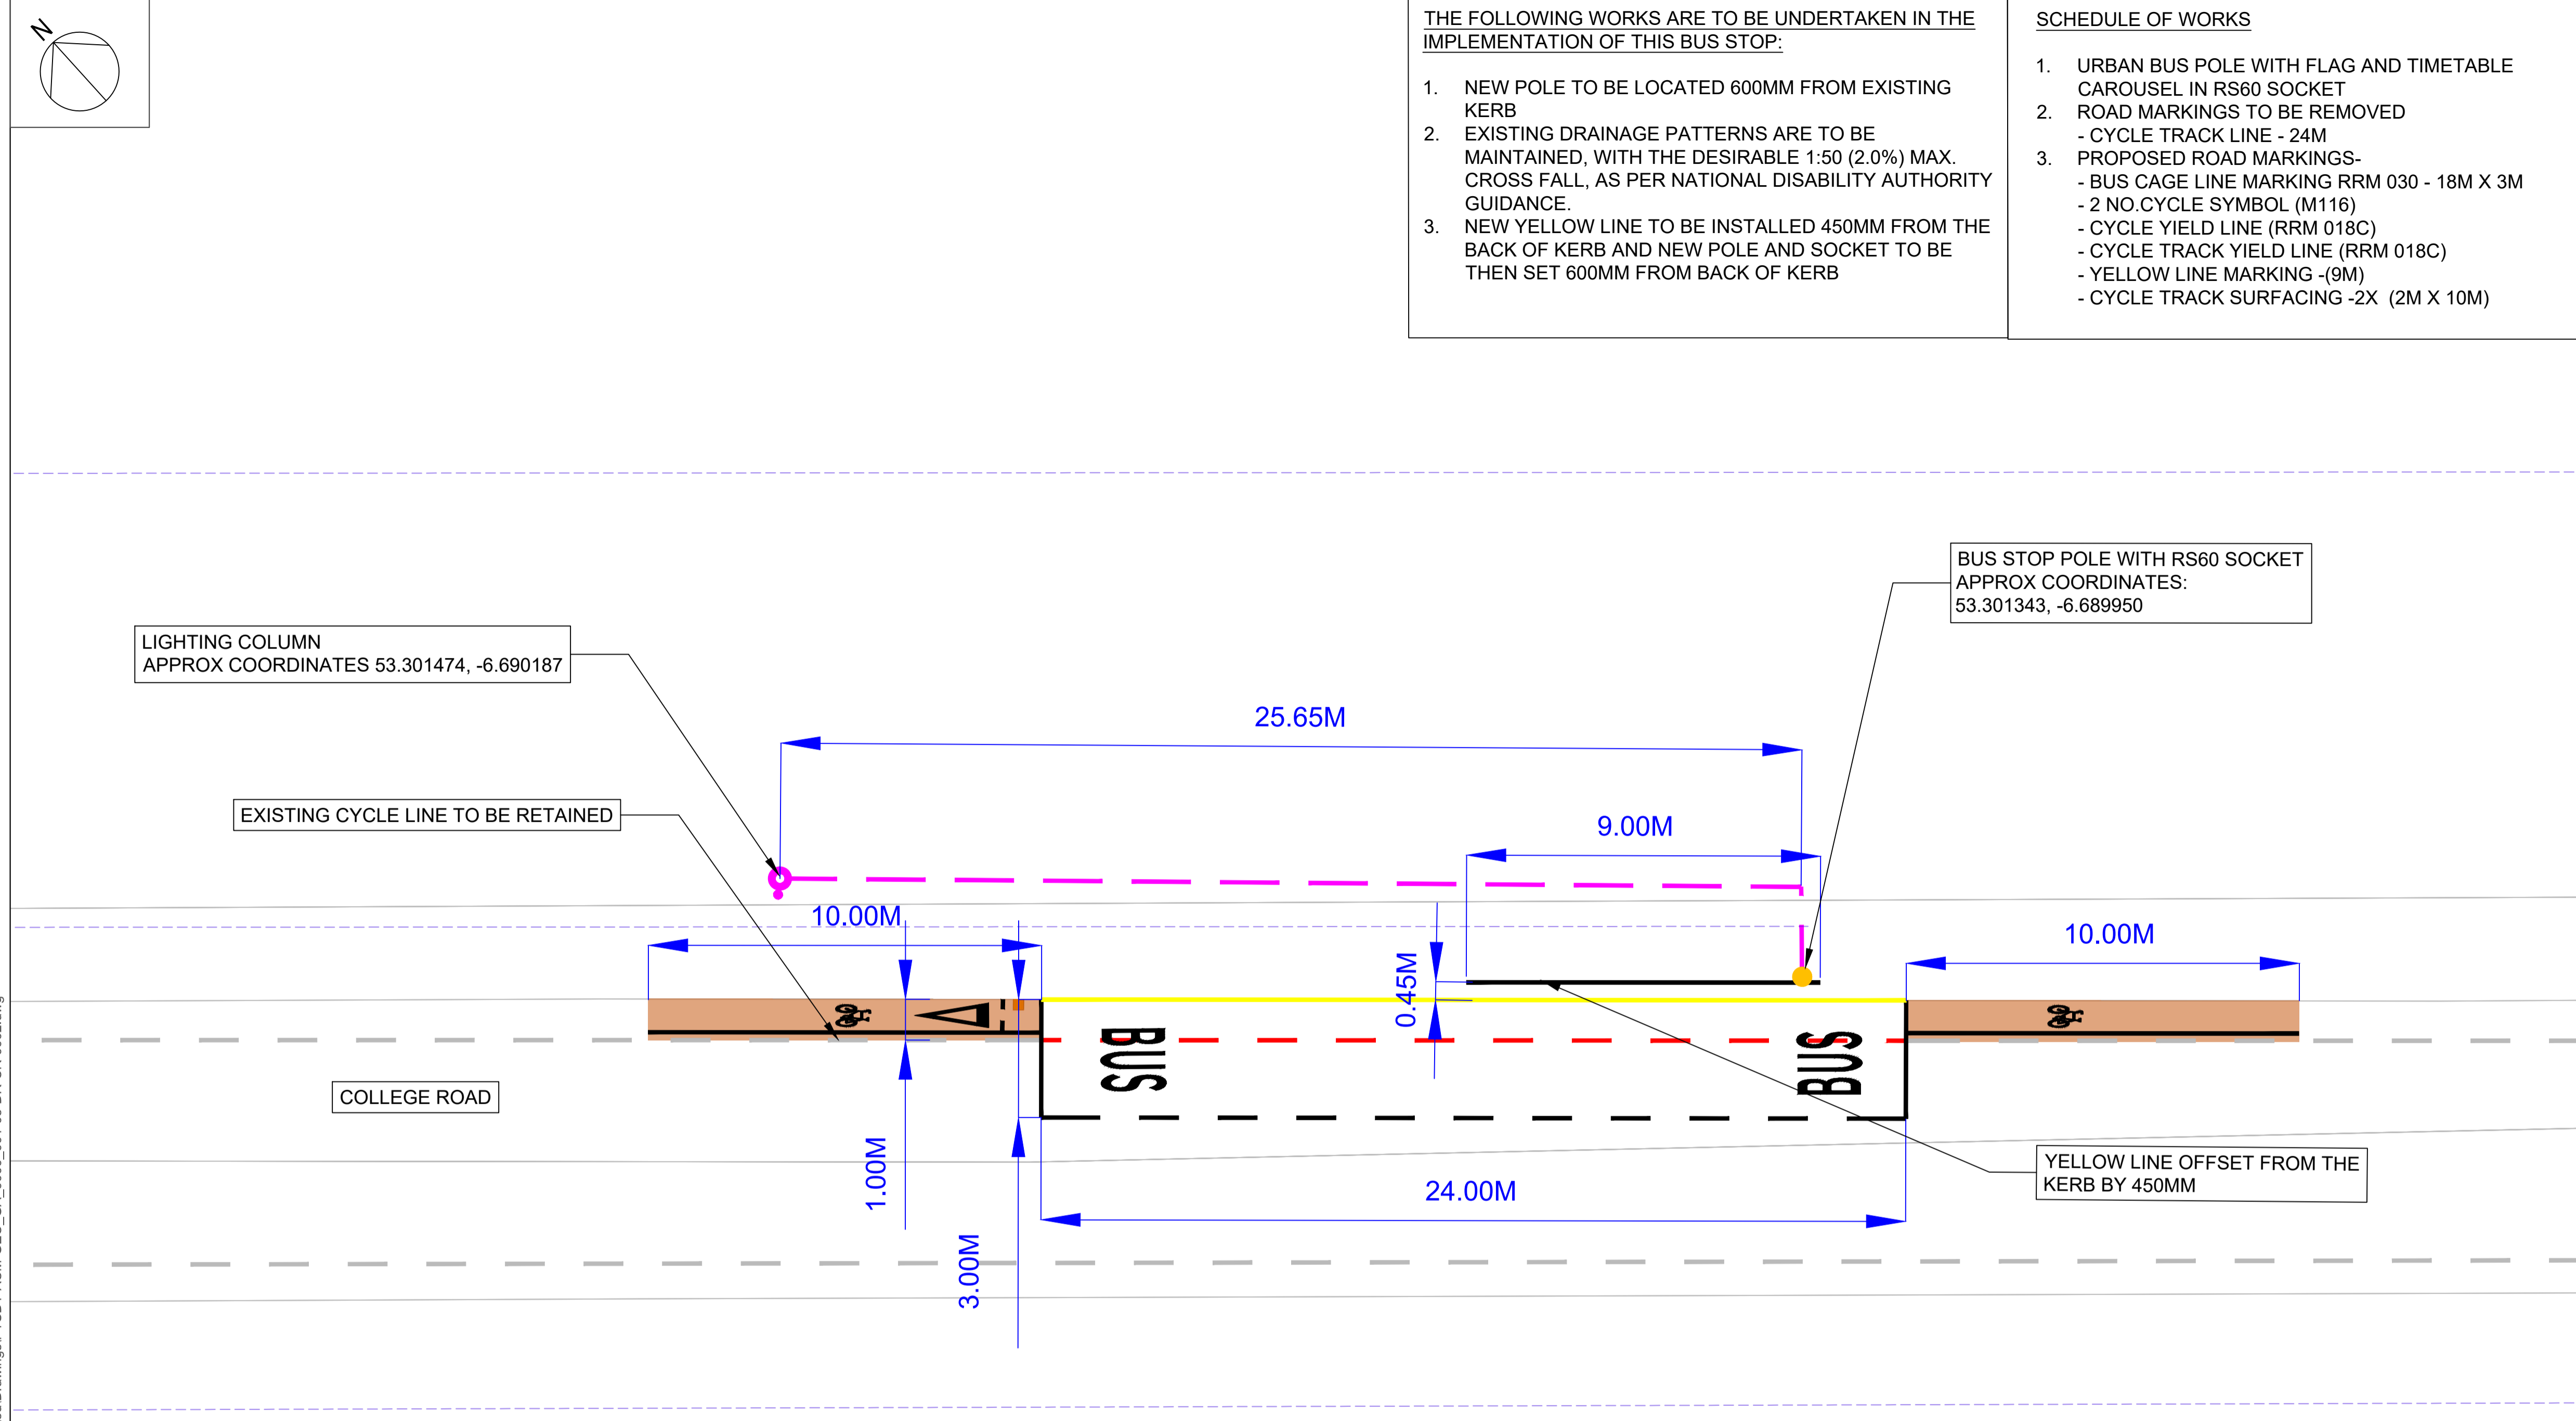 N
THE FOLLOWING WORKS ARE TO BE UNDERTAKEN IN THE
IMPLEMENTATION OF THIS BUS STOP:
1. NEW POLE TO BE LOCATED 600MM FROM EXISTING
KERB
2. EXISTING DRAINAGE PATTERNS ARE TO BE
MAINTAINED, WITH THE DESIRABLE 1:50 (2.0%) MAX.
CROSS FALL, AS PER NATIONAL DISABILITY AUTHORITY
GUIDANCE.
3. NEW YELLOW LINE TO BE INSTALLED 450MM FROM THE
BACK OF KERB AND NEW POLE AND SOCKET TO BE
THEN SET 600MM FROM BACK OF KERB
SCHEDULE OF WORKS
1. URBAN BUS POLE WITH FLAG AND TIMETABLE
CAROUSEL IN RS60 SOCKET
2. ROAD MARKINGS TO BE REMOVED
- CYCLE TRACK LINE - 24M
3. PROPOSED ROAD MARKINGS-
- BUS CAGE LINE MARKING RRM 030 - 18M X 3M
- 2 NO.CYCLE SYMBOL (M116)
- CYCLE YIELD LINE (RRM 018C)
- CYCLE TRACK YIELD LINE (RRM 018C)
- YELLOW LINE MARKING -(9M)
- CYCLE TRACK SURFACING -2X (2M X 10M)
BUS STOP POLE WITH RS60 SOCKET
APPROX COORDINATES:
53.301343, -6.689950
LIGHTING COLUMN
APPROX COORDINATES 53.301474, -6.690187
25.65M
EXISTING CYCLE LINE TO BE RETAINED
9.00M
10.00M
10.00M
0.45M
BUS
BUS
COLLEGE ROAD
1.00M
3.00M
24.00M
YELLOW LINE OFFSET FROM THE
KERB BY 450MM